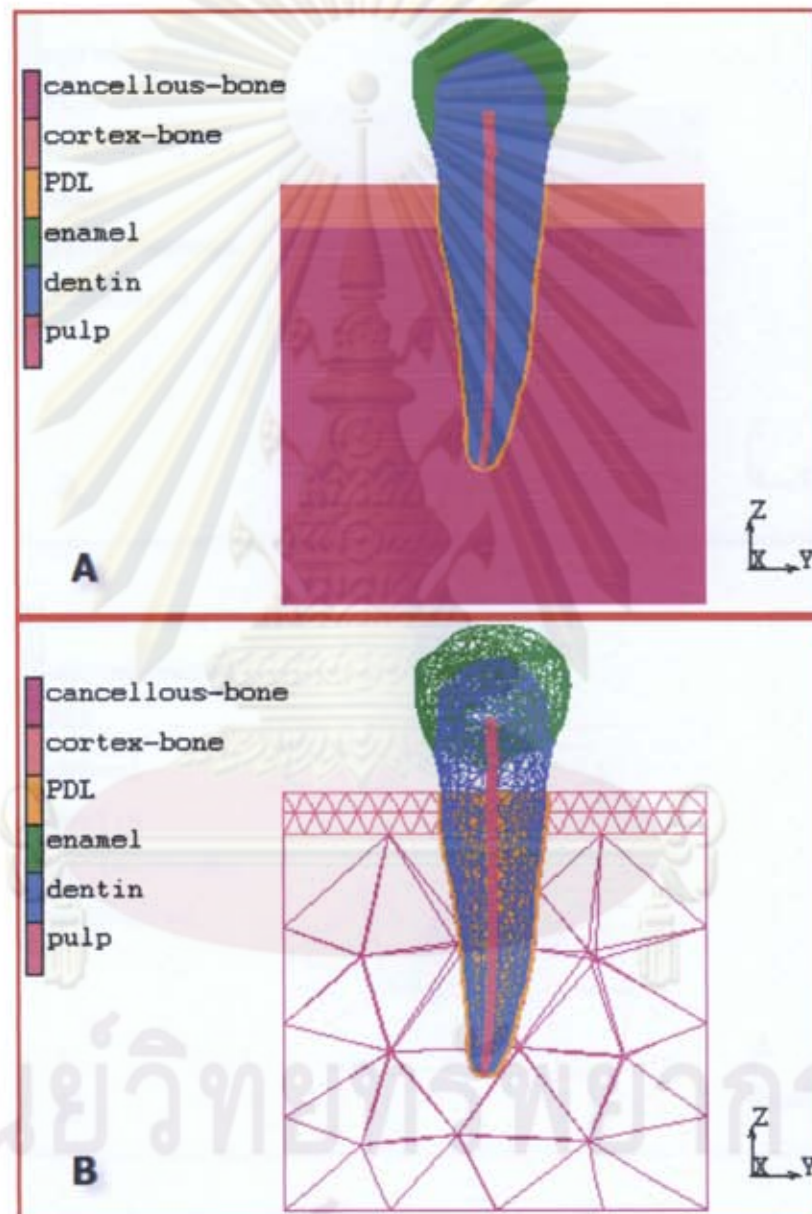 cancellous-bone
cortex-bone
PDL
enamel
dentin
pulp
Z
X Y
A
cancellous-bone
cortex-bone
PDL
enamel
dentin
pulp
Z
X Y
B